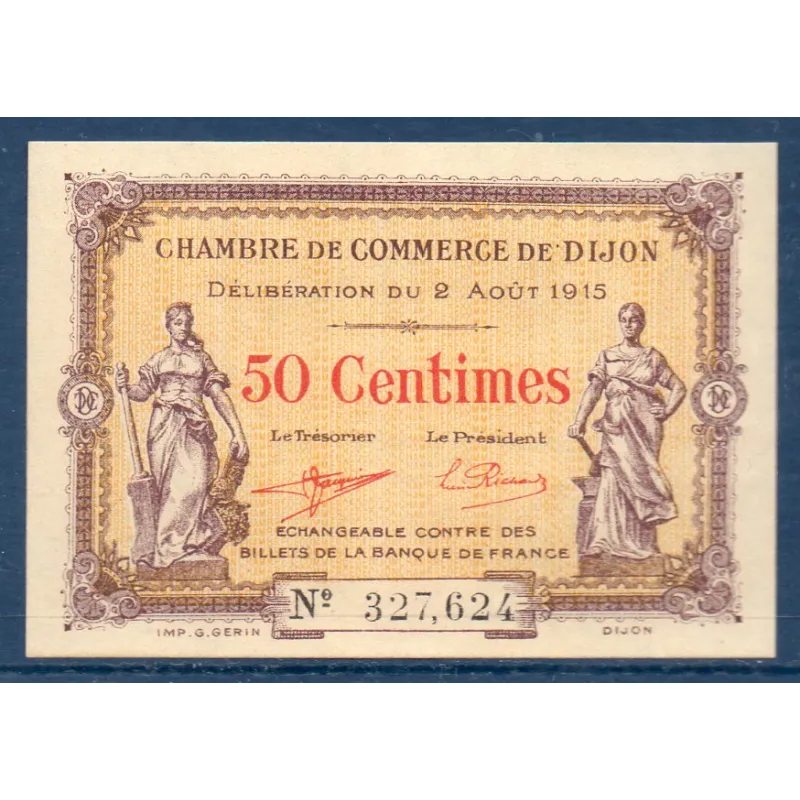 CHAMBRE DE COMMERCE DE DIJON
DÉLIBÉRATION DU 2 AOÛT 1915
50 Centimes
Le Trésorier Le Président
ECHANGEABLE CONTRE DES
BILLETS DE LA BANQUE DE FRANCE
Nº 327,624
IMP. G. GERIN DIJON